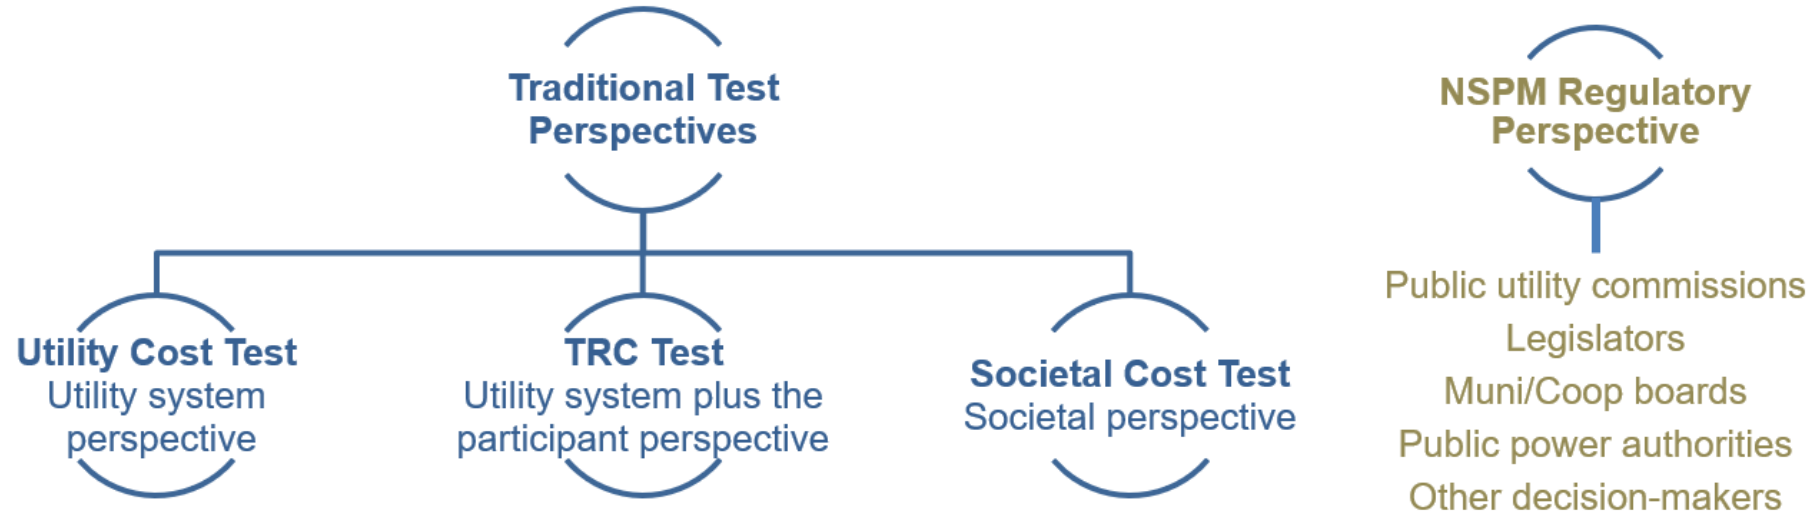 Traditional Test
Perspectives
Utility Cost Test
Utility system
perspective
TRC Test
Utility system plus the
participant perspective
Societal Cost Test
Societal perspective
NSPM Regulatory
Perspective
Public utility commissions
Legislators
Muni/Coop boards
Public power authorities
Other decision-makers